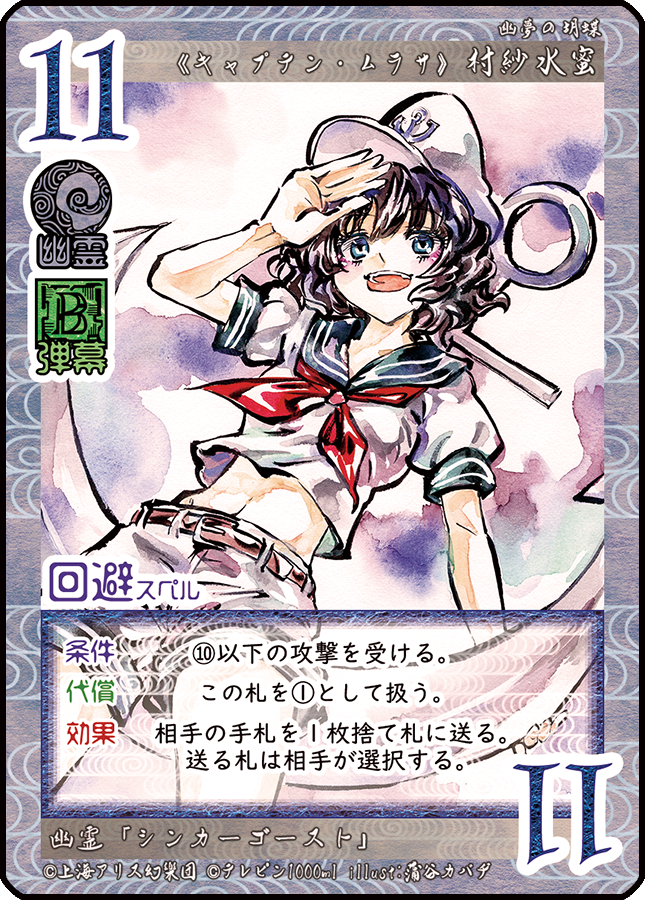 幽夢の胡蝶
《キャプテン・ムラサ》村紗水蜜
11
幽霊
B
弾幕
回避スペル
条件 ⑩以下の攻撃を受ける。
代償 この札を①として扱う。
効果 相手の手札を1枚捨て札に送る。
送る札は相手が選択する。
11
幽霊「シンカーゴースト」
©上海アリス幻樂団 ©テレピン1000ml illust:蒲谷カバヂ